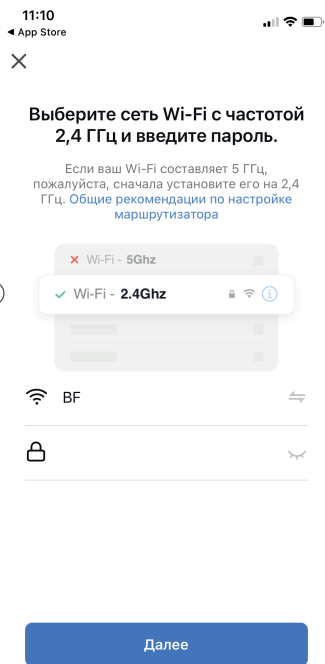 11:10
◀ App Store
Выберите сеть Wi-Fi с частотой
2,4 ГГц и введите пароль.
Если ваш Wi-Fi составляет 5 ГГц,
пожалуйста, сначала установите его на 2,4
ГГц. Общие рекомендации по настройке
маршрутизатора
Wi-Fi - 5Ghz
Wi-Fi - 2.4Ghz
BF
Далее